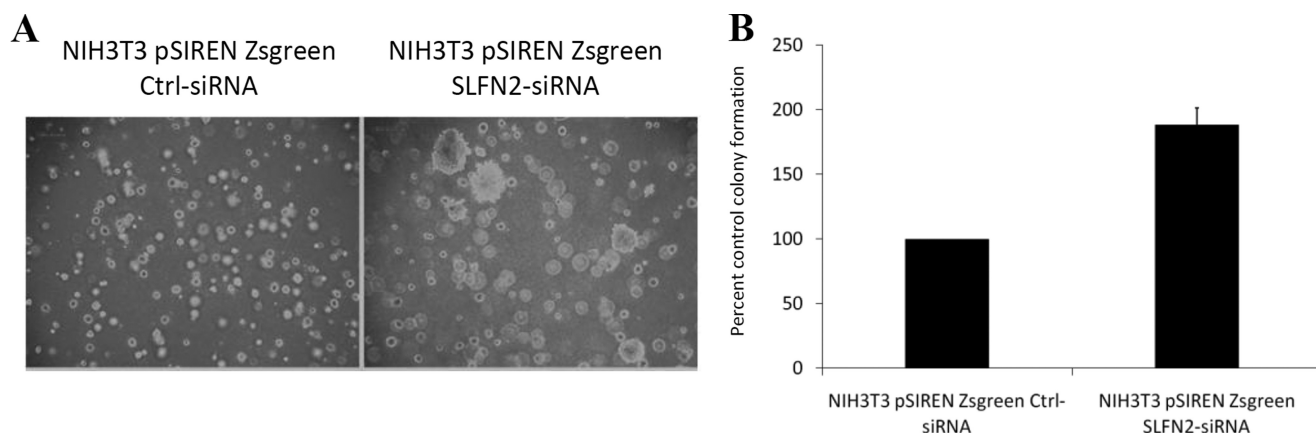 A
NIH3T3 pSIREN Zsgreen
Ctrl-siRNA
NIH3T3 pSIREN Zsgreen
SLFN2-siRNA
B
Percent control colony formation
250
200
150
100
50
0
NIH3T3 pSIREN Zsgreen Ctrl-
siRNA
NIH3T3 pSIREN Zsgreen
SLFN2-siRNA